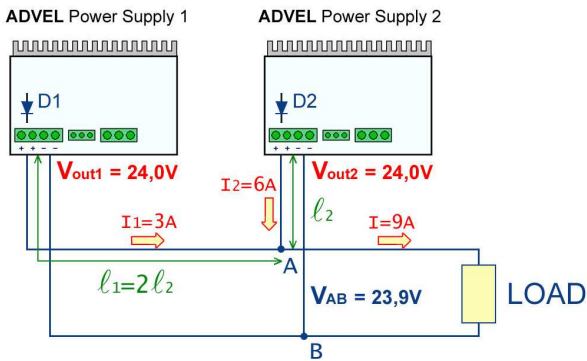 ADVEL Power Supply 1
ADVEL Power Supply 2
D1
D2
+ + − −
+ + − −
Vout1 = 24,0V
Vout2 = 24,0V
I2=6A
ℓ2
I1=3A
I=9A
ℓ1=2ℓ2
A
VAB = 23,9V
LOAD
B